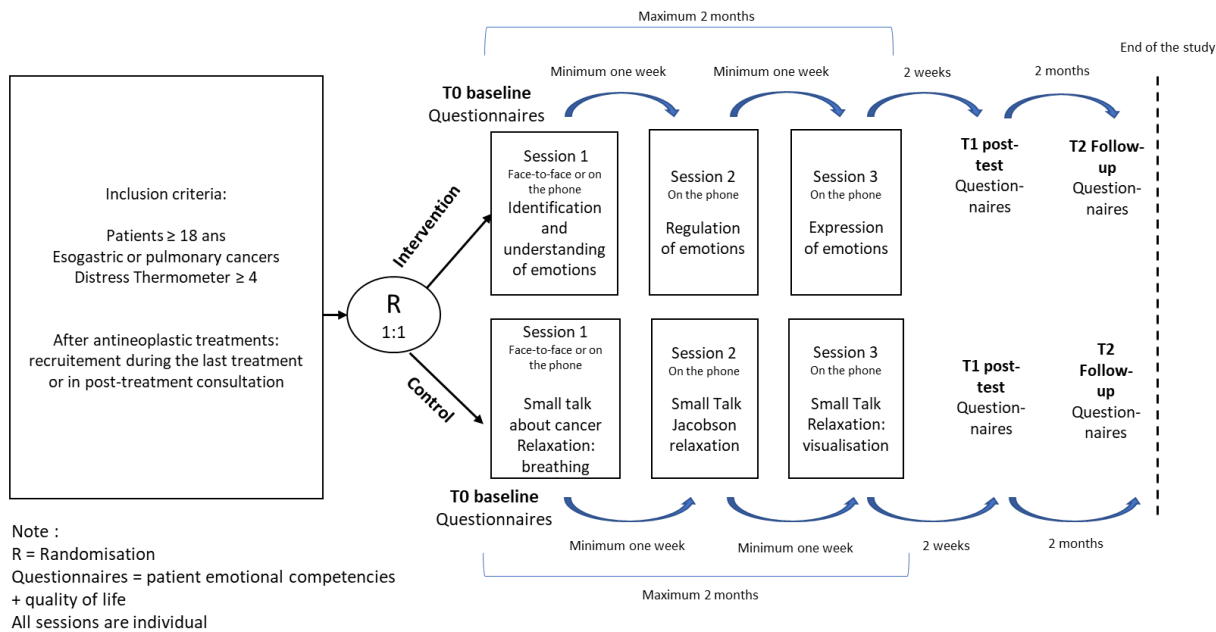 Maximum 2 months
End of the study
Minimum one week
Minimum one week
2 weeks
2 months
T0 baseline
Questionnaires
Inclusion criteria:
Patients ≥ 18 ans
Esogastric or pulmonary cancers
Distress Thermometer ≥ 4
After antineoplastic treatments:
recruitement during the last treatment
or in post-treatment consultation
R
1:1
Intervention
Control
Session 1
Face-to-face or on
the phone
Identification
and
understanding
of emotions
Session 2
On the phone
Regulation
of emotions
Session 3
On the phone
Expression
of emotions
T1 post-
test
Question-
naires
T2 Follow-
up
Question-
naires
Session 1
Face-to-face or on
the phone
Small talk
about cancer
Relaxation:
breathing
Session 2
On the phone
Small Talk
Jacobson
relaxation
Session 3
On the phone
Small Talk
Relaxation:
visualisation
T1 post-
test
Question-
naires
T2
Follow-
up
Question-
naires
T0 baseline
Questionnaires
Minimum one week
Minimum one week
2 weeks
2 months
Maximum 2 months
Note :
R = Randomisation
Questionnaires = patient emotional competencies
+ quality of life
All sessions are individual